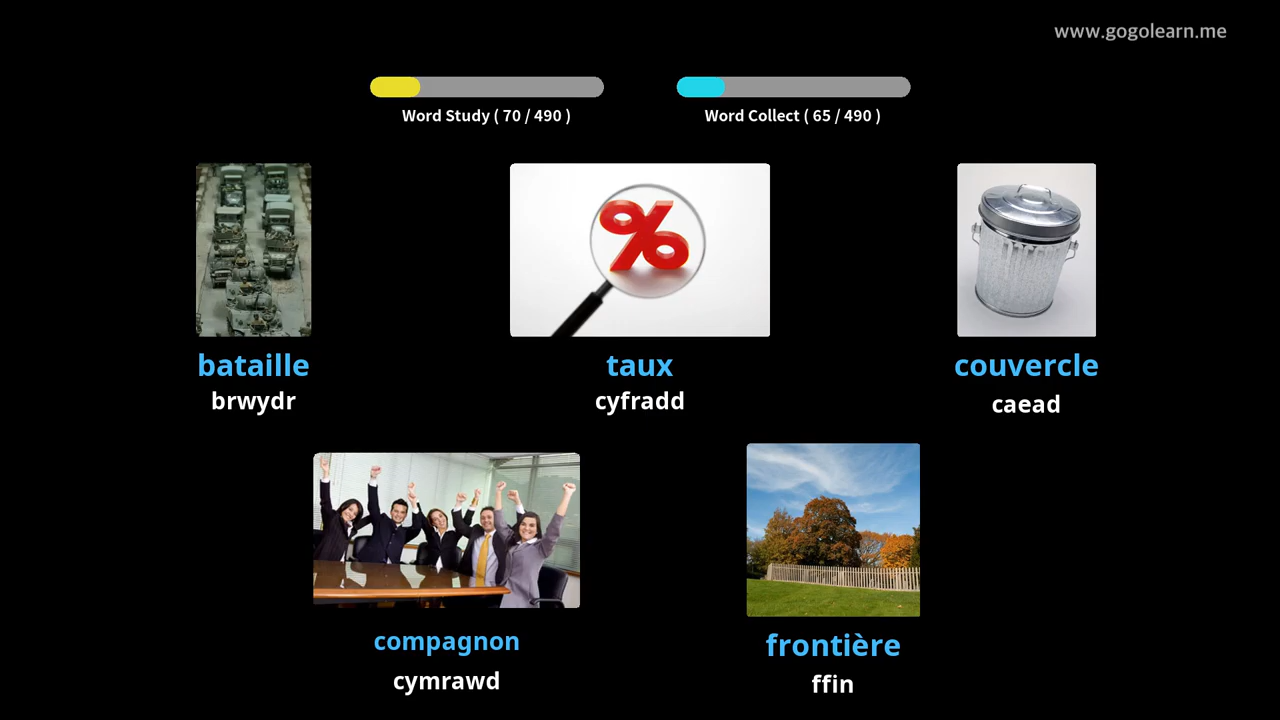 www.gogolearn.me
Word Study ( 70 / 490 )
Word Collect ( 65 / 490 )
bataille
brwydr
taux
cyfradd
couvercle
caead
compagnon
cymrawd
frontière
ffin